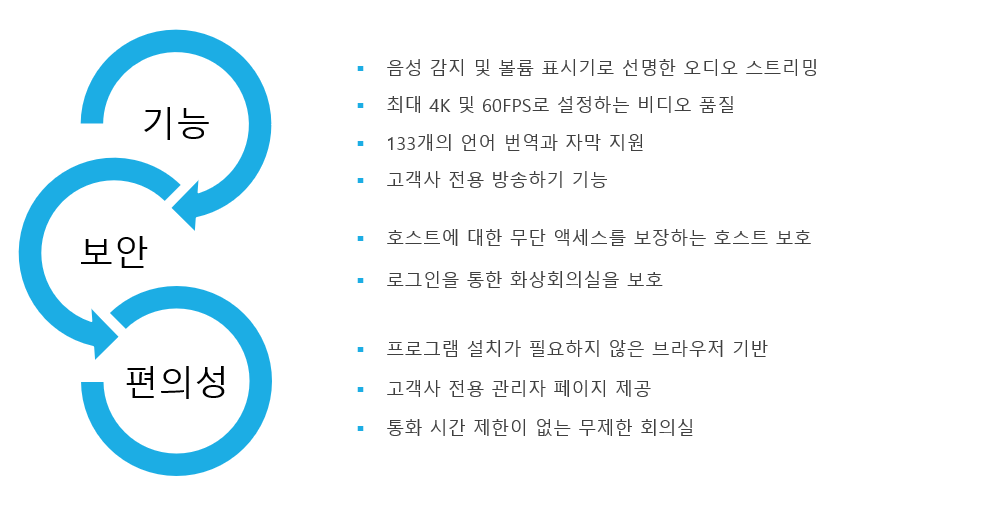 기능
음성 감지 및 볼륨 표시기로 선명한 오디오 스트리밍
최대 4K 및 60FPS로 설정하는 비디오 품질
133개의 언어 번역과 자막 지원
고객사 전용 방송하기 기능
보안
호스트에 대한 무단 액세스를 보장하는 호스트 보호
로그인을 통한 화상회의실을 보호
편의성
프로그램 설치가 필요하지 않은 브라우저 기반
고객사 전용 관리자 페이지 제공
통화 시간 제한이 없는 무제한 회의실